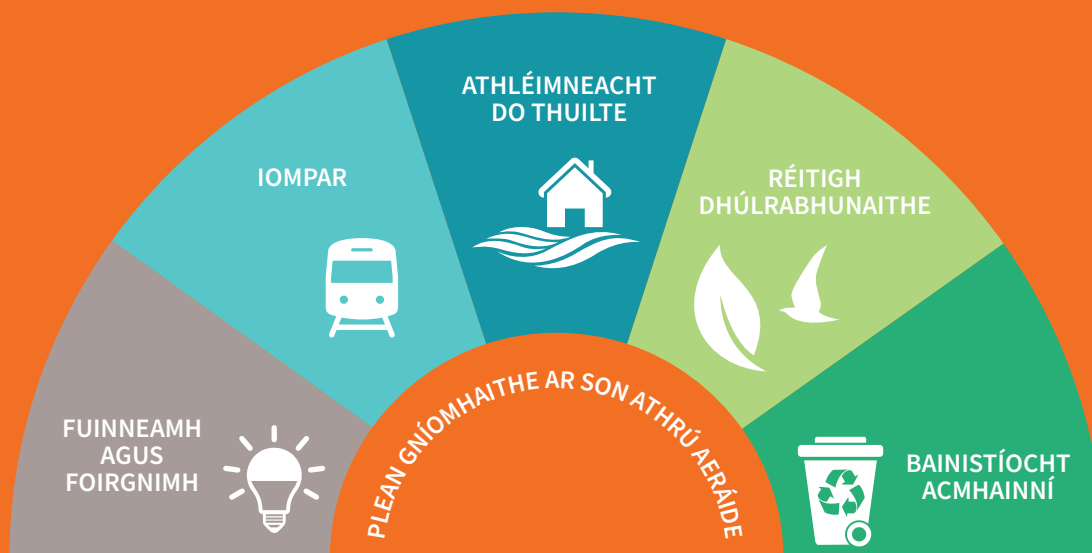 ATHLÉIMNEACHT
DO THUILTE
IOMPAR
RÉITIGH
DHÚLRABHUNAITHE
FUINNEAMH
AGUS
FOIRGNIMH
PLEAN GNÍOMHAITHE AR SON ATHRÚ AERÁIDE
BAINISTÍOCHT
ACMHAINNÍ